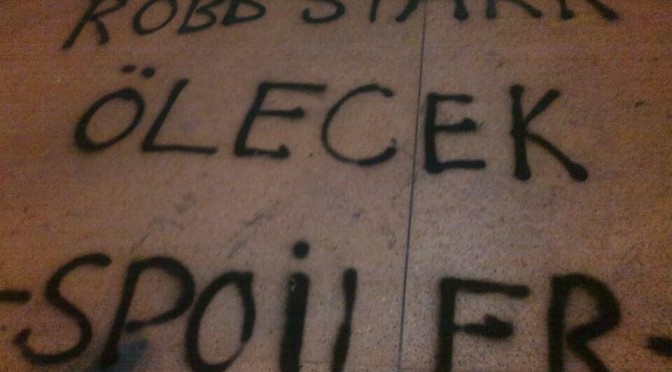 ROBB STARK
ÖLECEK
-SPOİLER-